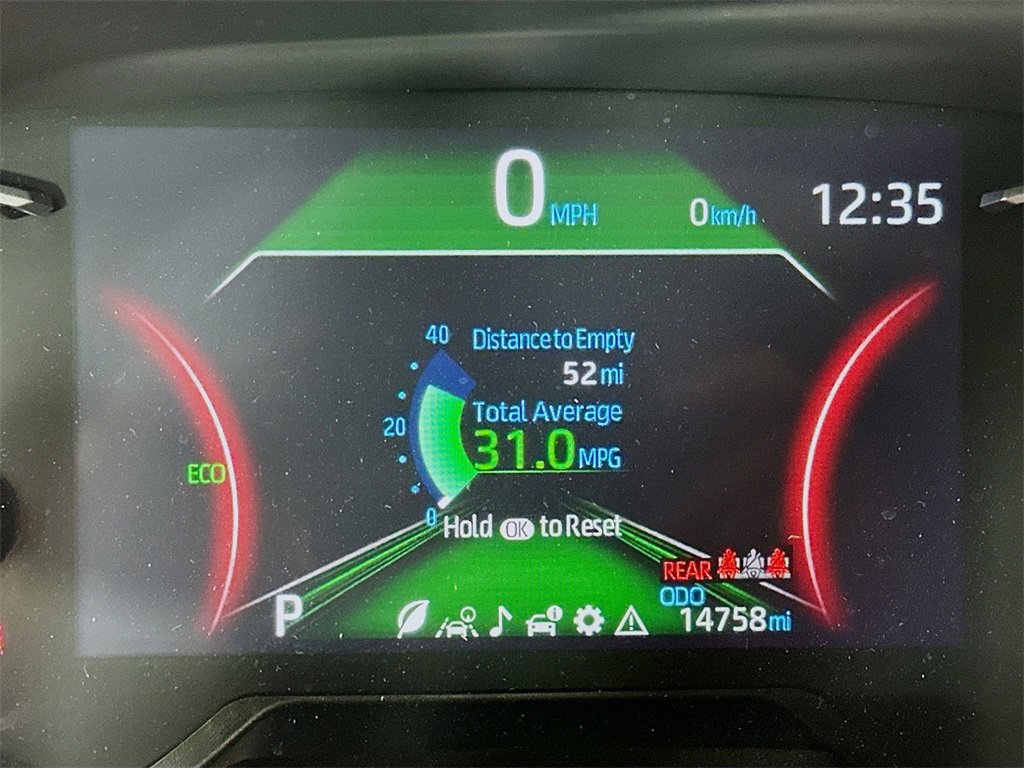 0 MPH
0 km/h
12:35
40
Distance to Empty
52 mi
Total Average
20
31.0 MPG
ECO
0
Hold OK to Reset
REAR
ODO
P
14758 mi